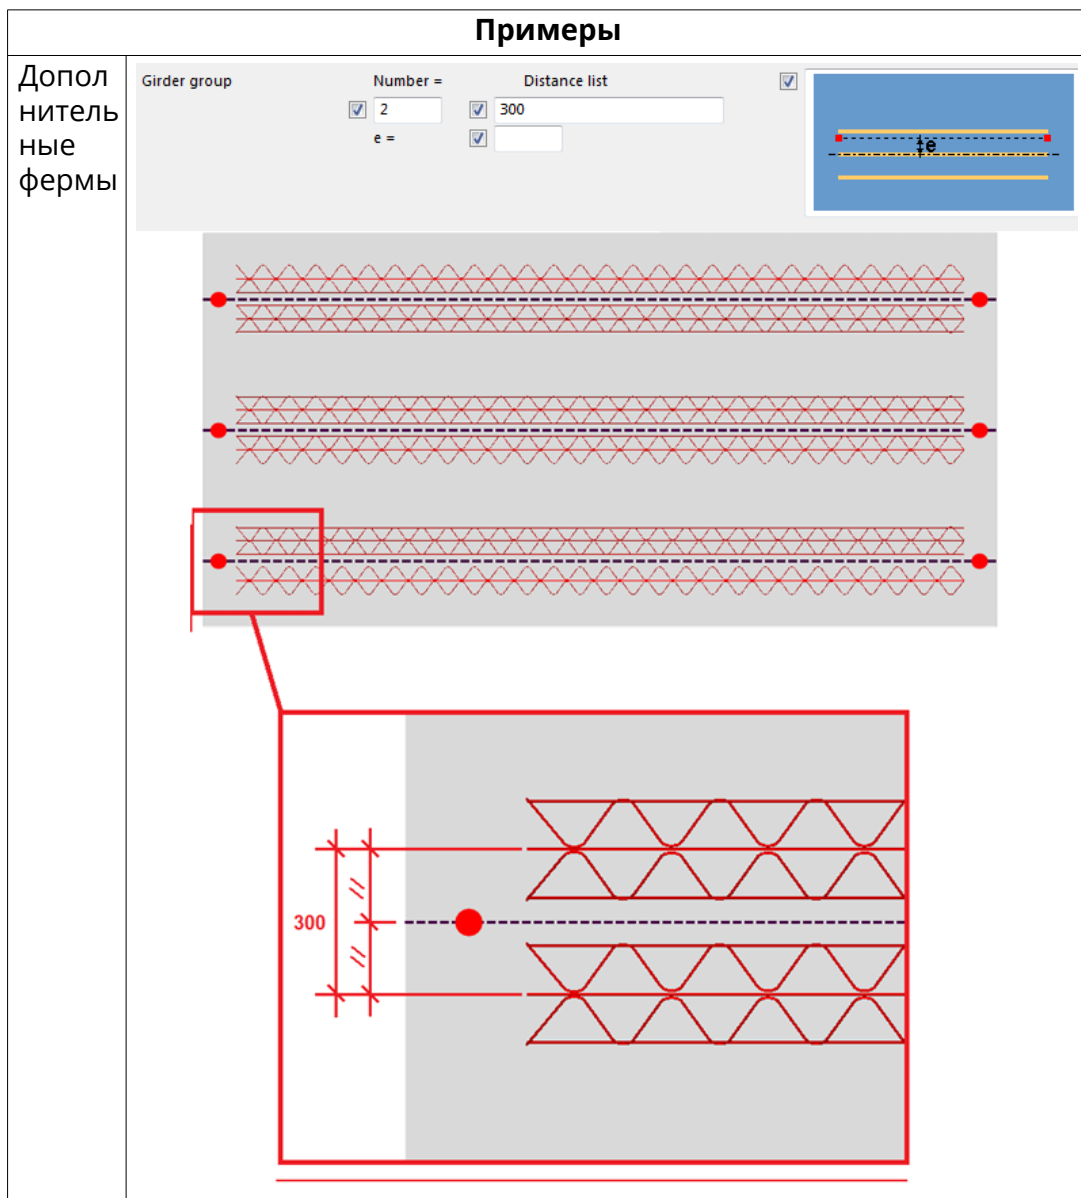 Примеры
Допол
нитель
ные
фермы
Girder group Number = Distance list
2 300
e =
e
300